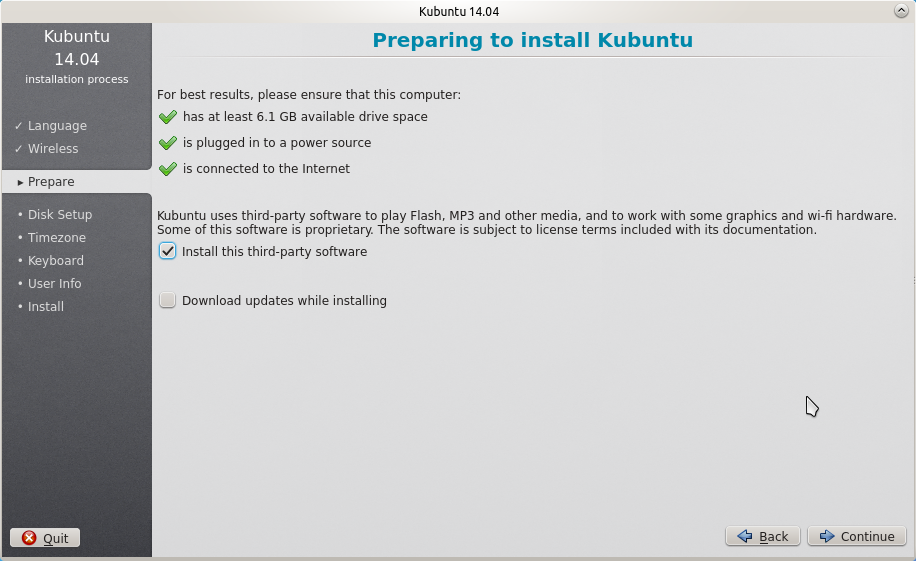 Kubuntu 14.04
Kubuntu
14.04
installation process
✓ Language
✓ Wireless
▸ Prepare
• Disk Setup
• Timezone
• Keyboard
• User Info
• Install
Quit
Preparing to install Kubuntu
For best results, please ensure that this computer:
has at least 6.1 GB available drive space
is plugged in to a power source
is connected to the Internet
Kubuntu uses third-party software to play Flash, MP3 and other media, and to work with some graphics and wi-fi hardware.
Some of this software is proprietary. The software is subject to license terms included with its documentation.
Install this third-party software
Download updates while installing
Back
Continue